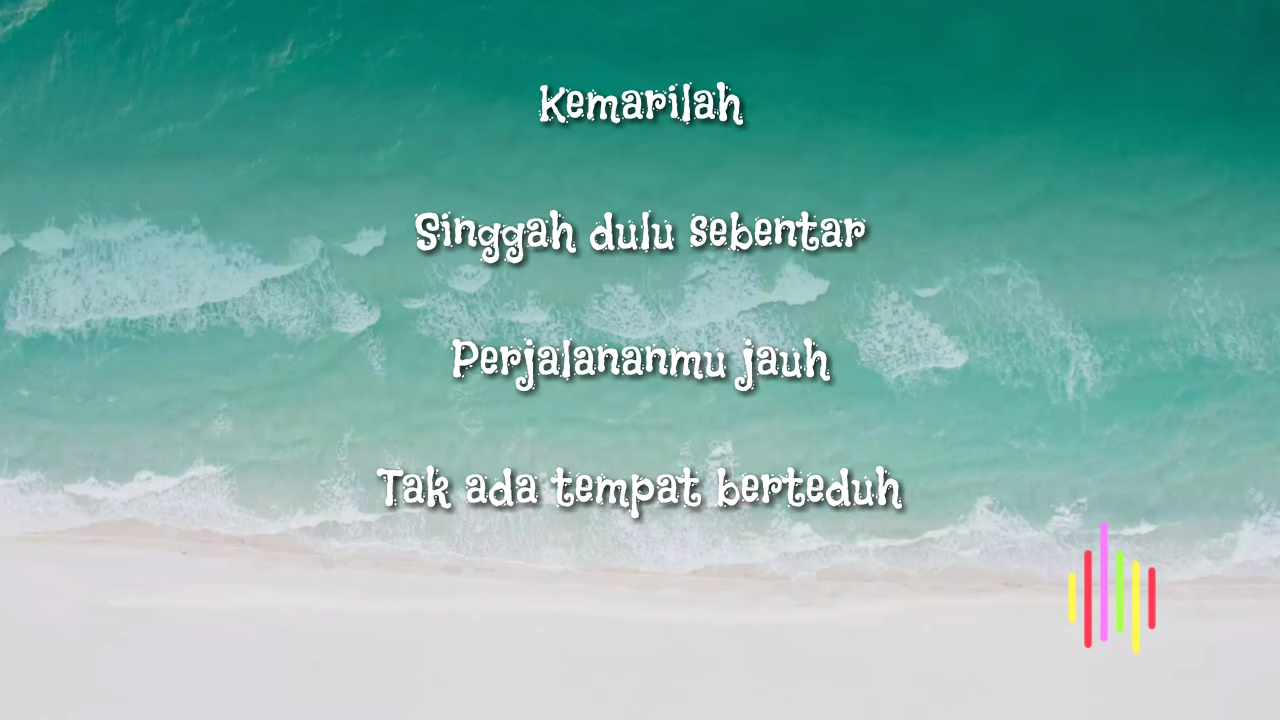 Kemarilah
Singgah dulu sebentar
Perjalananmu jauh
Tak ada tempat berteduh